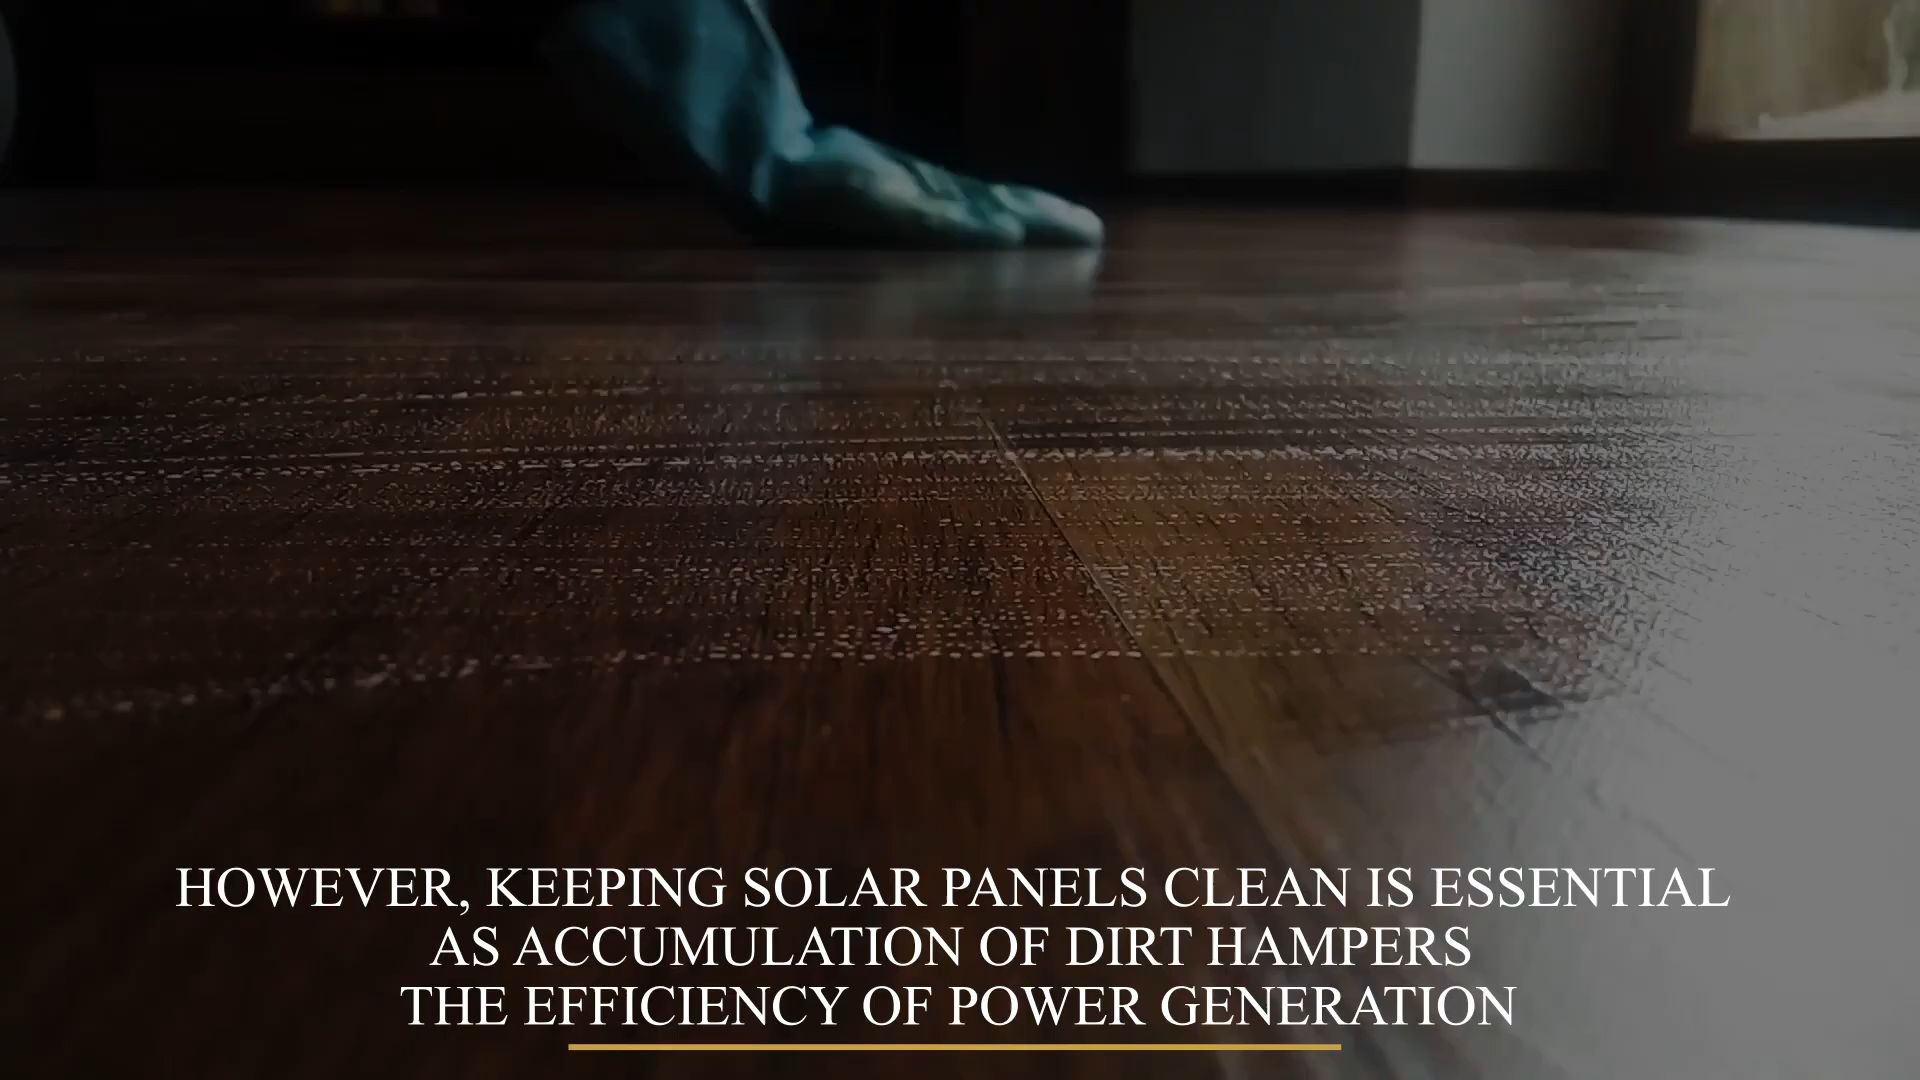 HOWEVER, KEEPING SOLAR PANELS CLEAN IS ESSENTIAL
AS ACCUMULATION OF DIRT HAMPERS
THE EFFICIENCY OF POWER GENERATION